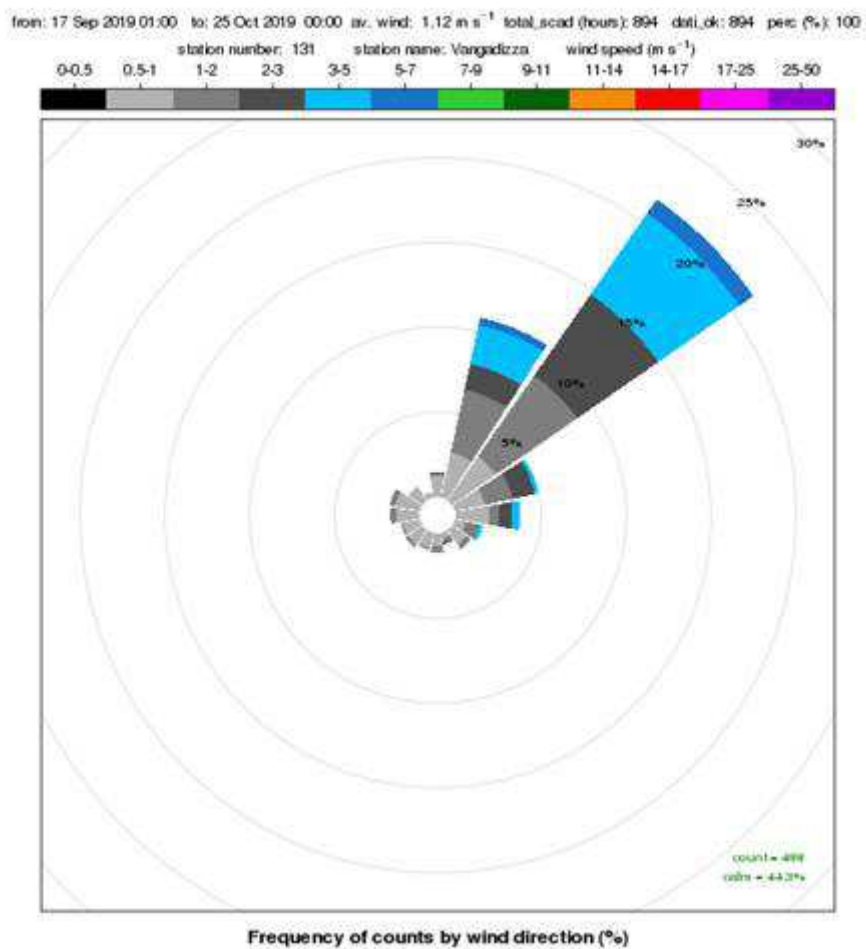 from: 17 Sep 2019 01:00 to: 25 Oct 2019 00:00 av. wind: 1.12 m s⁻¹ total_scad (hours): 894 dati_ok: 894 perc (%): 100
station number: 131 station name: Vangadizza wind speed (m s⁻¹)
0-0.5 0.5-1 1-2 2-3 3-5 5-7 7-9 9-11 11-14 14-17 17-25 25-50
30%
25%
20%
15%
10%
5%
count =
calm = 44.3%
Frequency of counts by wind direction (%)